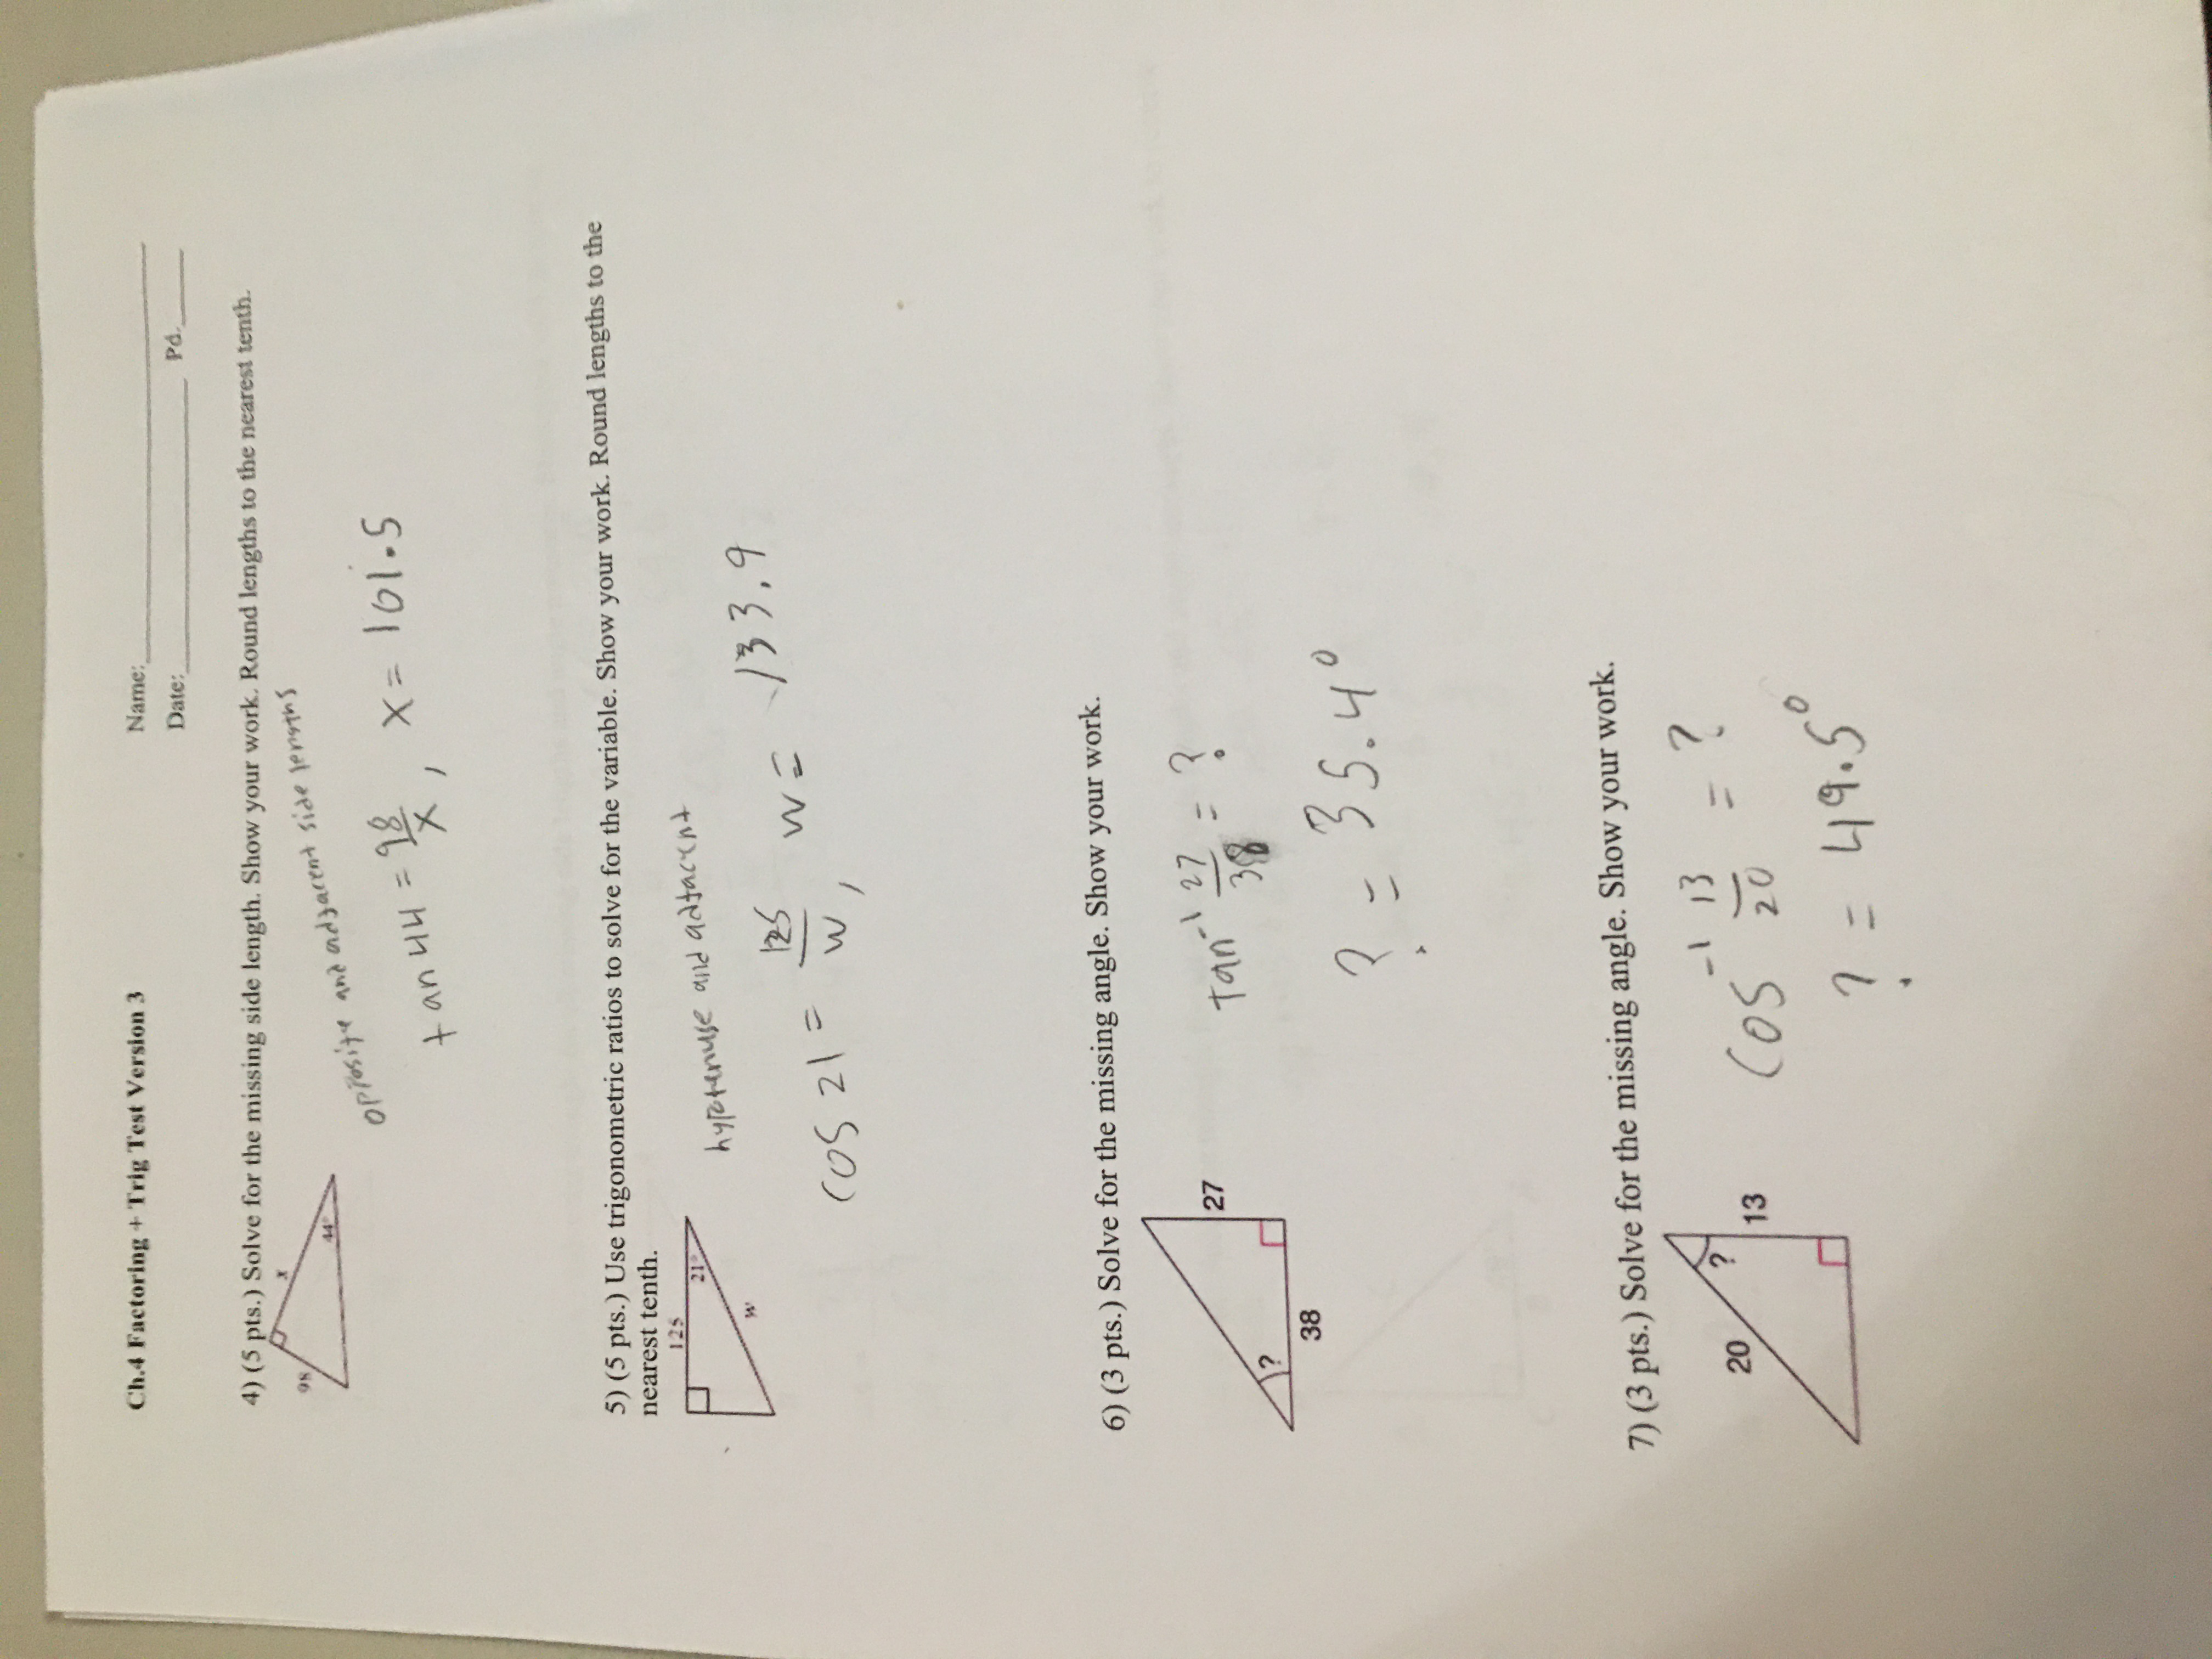 Ch.4 Factoring + Trig Test Version 3
Name:
Date: Pd.
4) (5 pts.) Solve for the missing side length. Show your work. Round lengths to the nearest tenth.
98
x
44°
opposite and adjacent side lengths
tan 44 = 98/x, x = 101.5
5) (5 pts.) Use trigonometric ratios to solve for the variable. Show your work. Round lengths to the
nearest tenth.
125
21°
w
hypotenuse and adjacent
cos 21 = 125/w, w = 133.9
6) (3 pts.) Solve for the missing angle. Show your work.
27
?
38
tan⁻¹ 27/38 = ?
? = 35.4°
7) (3 pts.) Solve for the missing angle. Show your work.
20
?
13
cos⁻¹ 13/20 = ?
? = 49.5°